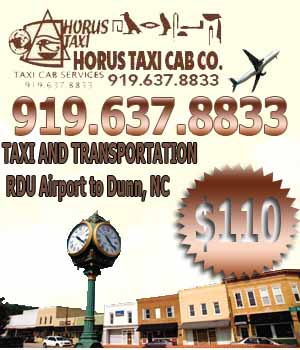 HORUS
TAXI
TAXI CAB SERVICES
919.637.8833
HORUS TAXI CAB CO.
919.637.8833
919.637.8833
TAXI AND TRANSPORTATION
RDU Airport to Dunn, NC
$110